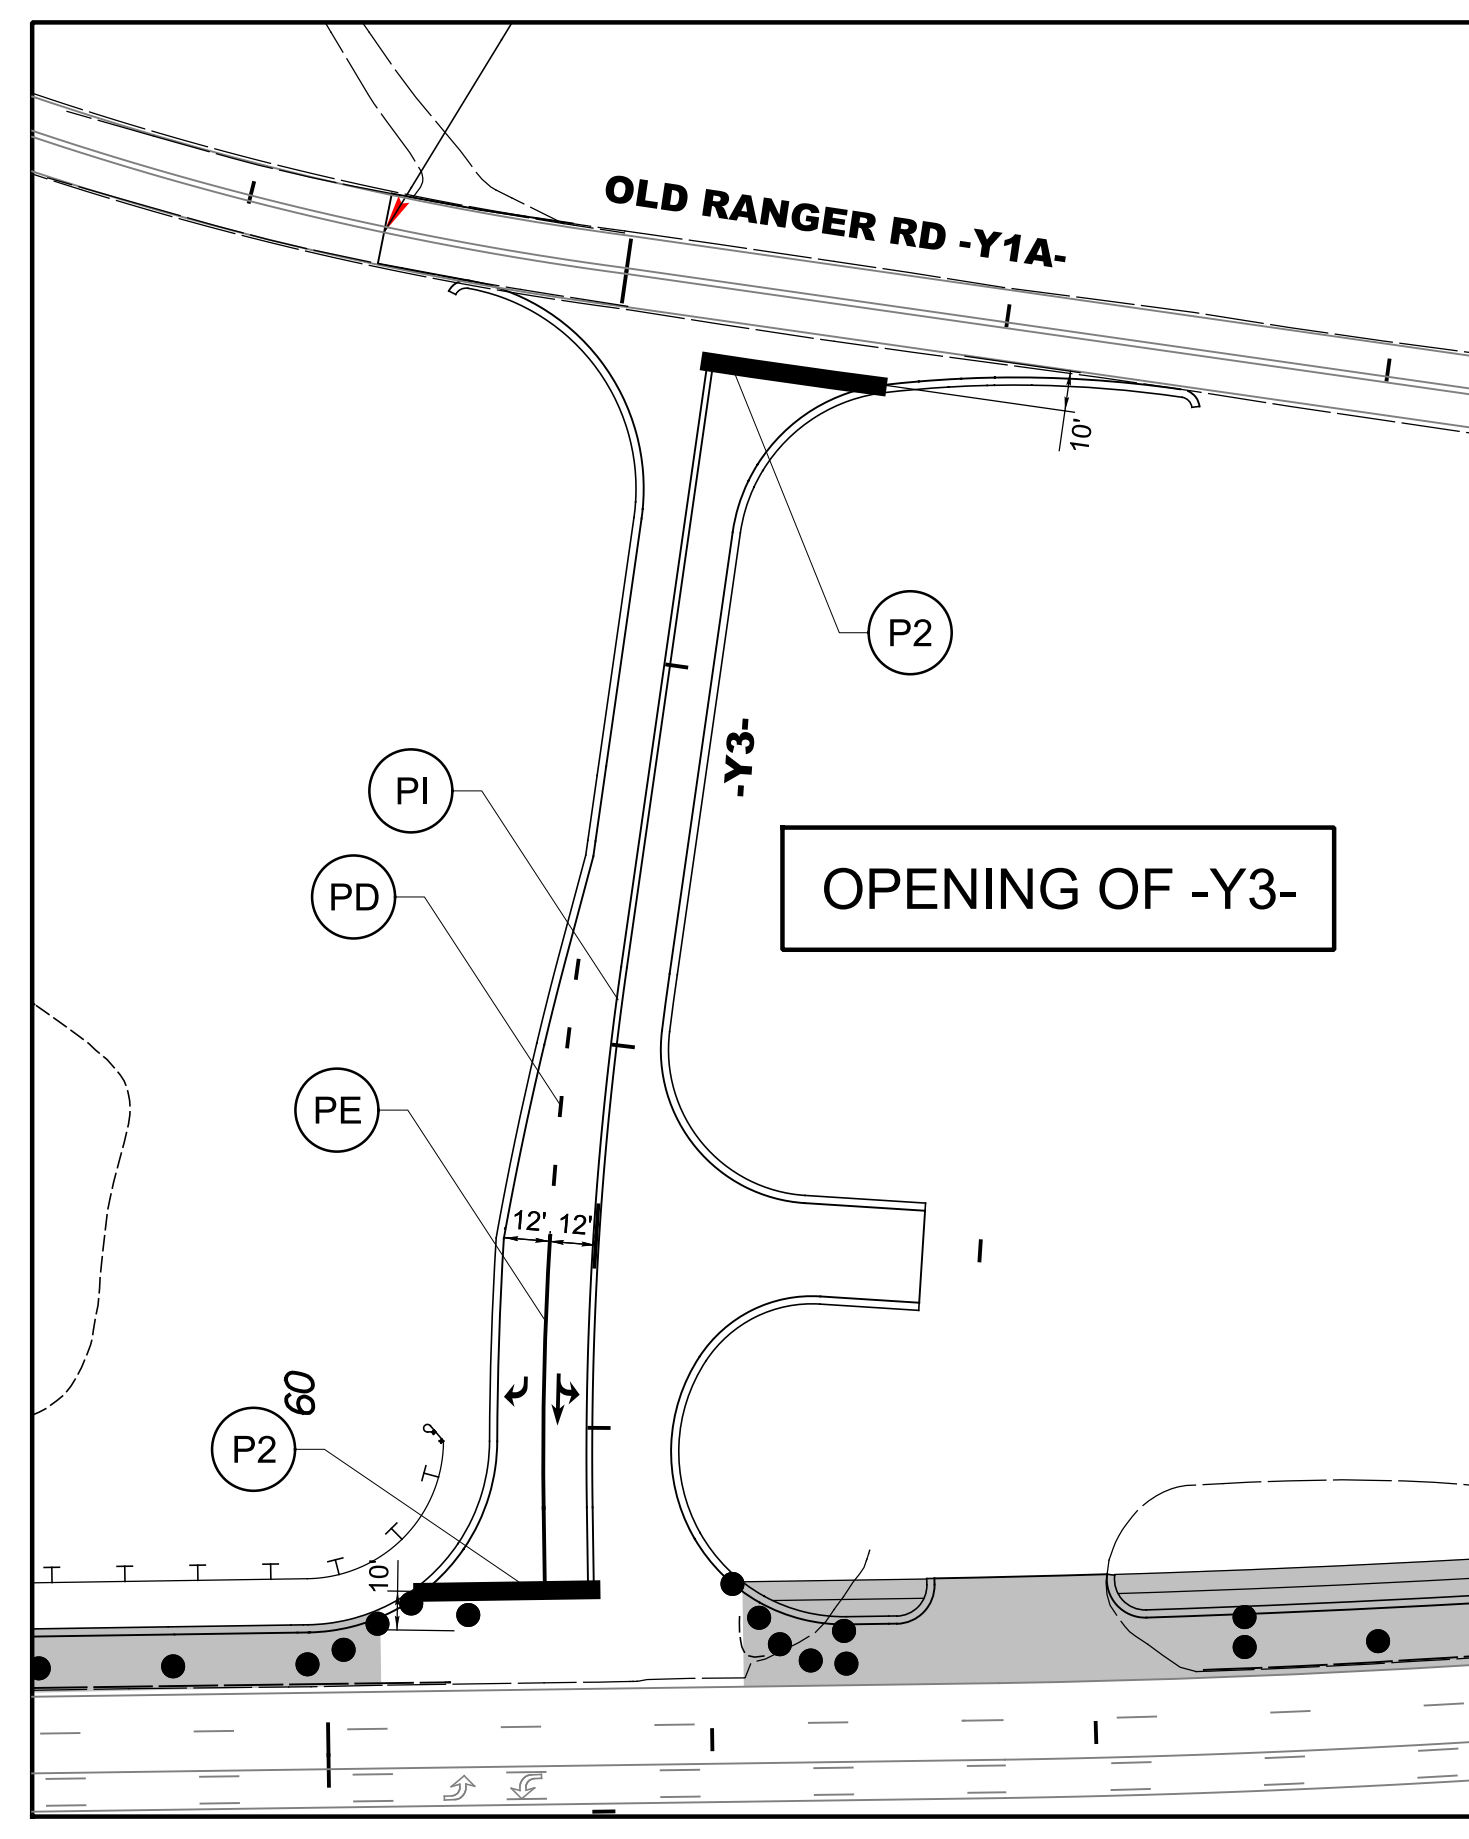 OLD RANGER RD -Y1A-
10'
P2
-Y3-
PI
PD
OPENING OF -Y3-
PE
12' 12'
60
P2
10'